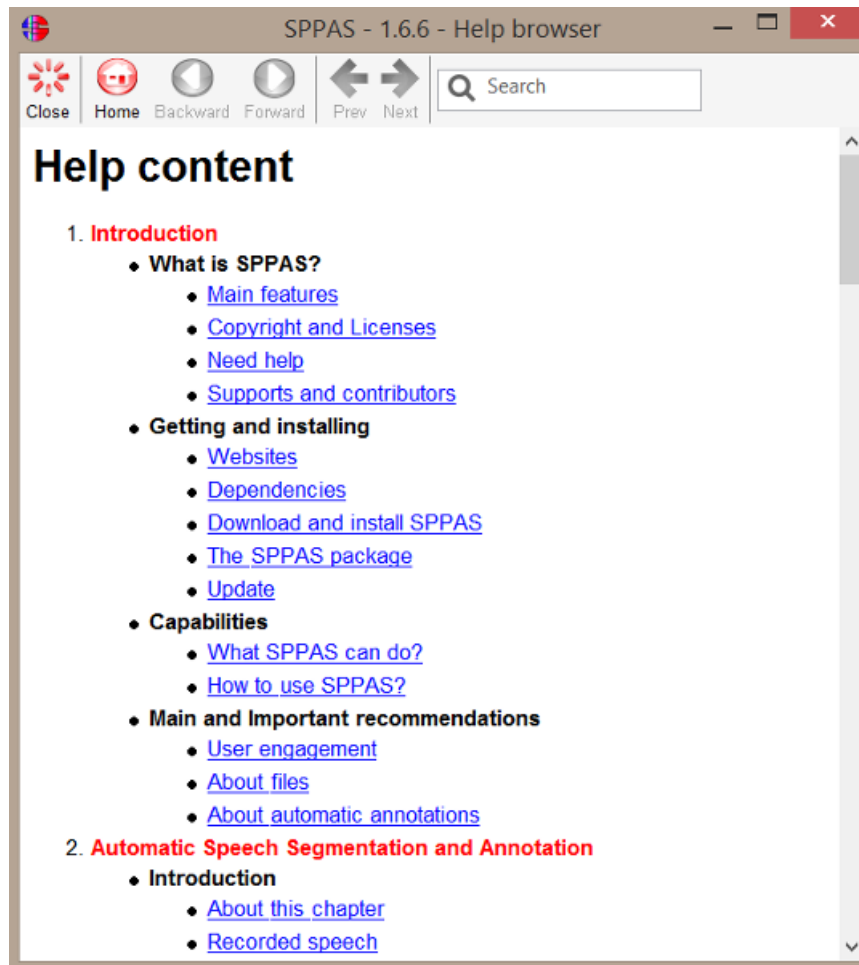 SPPAS - 1.6.6 - Help browser
Close Home Backward Forward Prev Next Search
Help content
1. Introduction
What is SPPAS?
Main features
Copyright and Licenses
Need help
Supports and contributors
Getting and installing
Websites
Dependencies
Download and install SPPAS
The SPPAS package
Update
Capabilities
What SPPAS can do?
How to use SPPAS?
Main and Important recommendations
User engagement
About files
About automatic annotations
2. Automatic Speech Segmentation and Annotation
Introduction
About this chapter
Recorded speech